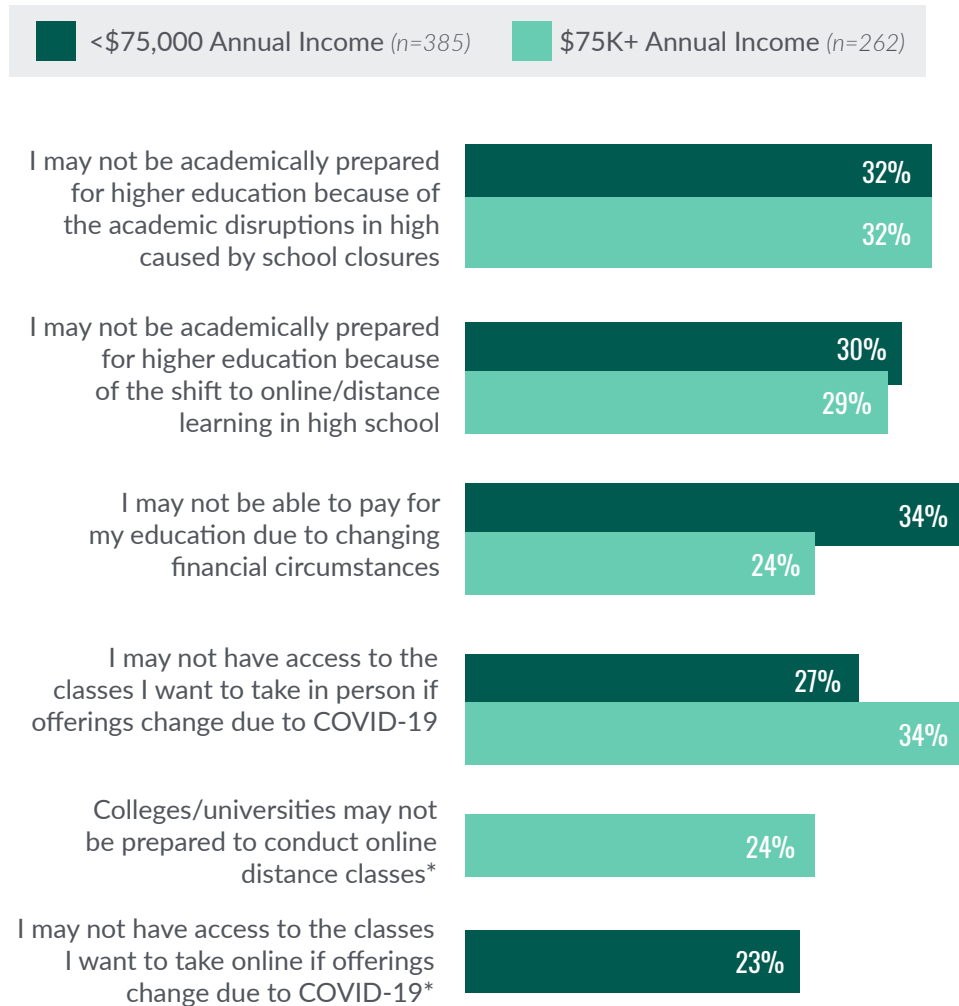 <$75,000 Annual Income (n=385) $75K+ Annual Income (n=262)
I may not be academically prepared
for higher education because of
the academic disruptions in high
caused by school closures
32%
32%
I may not be academically prepared
for higher education because
of the shift to online/distance
learning in high school
30%
29%
I may not be able to pay for
my education due to changing
financial circumstances
34%
24%
I may not have access to the
classes I want to take in person if
offerings change due to COVID-19
27%
34%
Colleges/universities may not
be prepared to conduct online
distance classes*
24%
I may not have access to the classes
I want to take online if offerings
change due to COVID-19*
23%